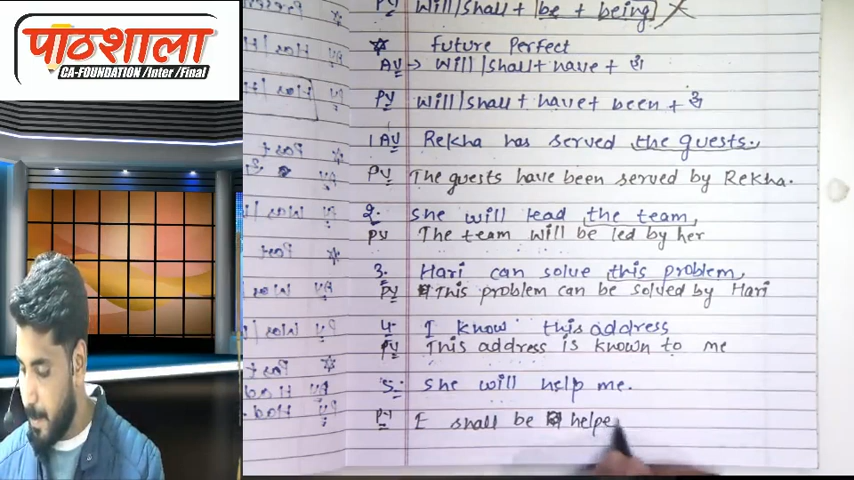 पाठशाला
CA-FOUNDATION/Inter/Final
PV Will/shall + be + being
Future Perfect
AV → will/shall + have +
PV will/shall + have + been +
1 AV Rekha has served the guests.
PV The guests have been served by Rekha.
2. She will lead the team
PV The team will be led by her
3. Hari can solve this problem
PV This problem can be solved by Hari
4. I know this address
PV This address is known to me
5. She will help me.
PV I shall be helpe